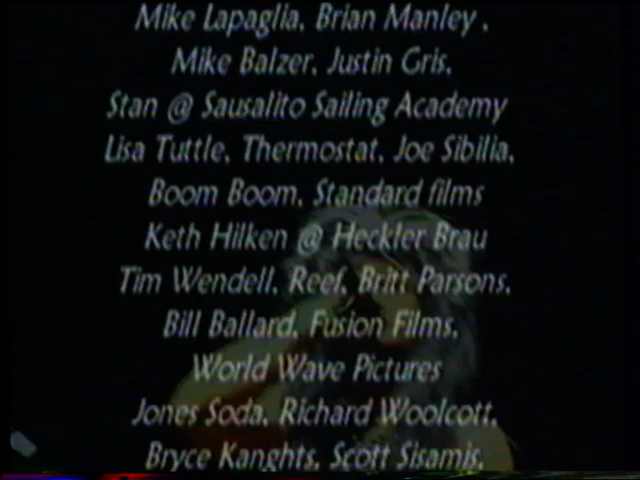 Mike Lapaglia, Brian Manley ,
Mike Balzer, Justin Gris,
Stan @ Sausalito Sailing Academy
Lisa Tuttle, Thermostat, Joe Sibilia,
Boom Boom, Standard films
Keth Hilken @ Heckler Brau
Tim Wendell, Reef, Britt Parsons,
Bill Ballard, Fusion Films,
World Wave Pictures
Jones Soda, Richard Woolcott,
Bryce Kanghts, Scott Sisamis,